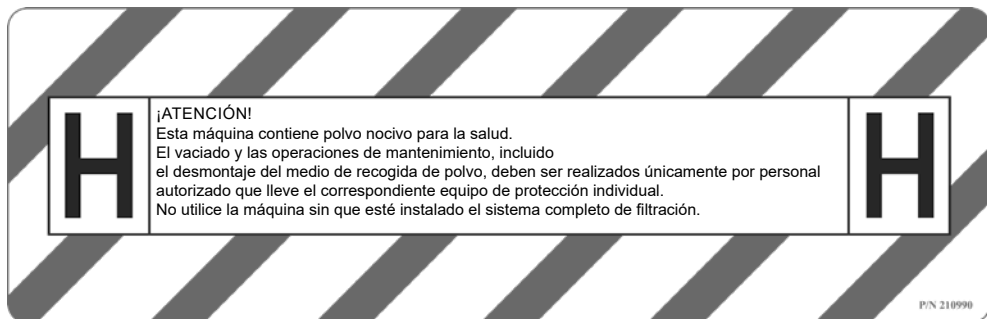 H
¡ATENCIÓN!
Esta máquina contiene polvo nocivo para la salud.
El vaciado y las operaciones de mantenimiento, incluido
el desmontaje del medio de recogida de polvo, deben ser realizados únicamente por personal
autorizado que lleve el correspondiente equipo de protección individual.
No utilice la máquina sin que esté instalado el sistema completo de filtración.
H
P/N 210990